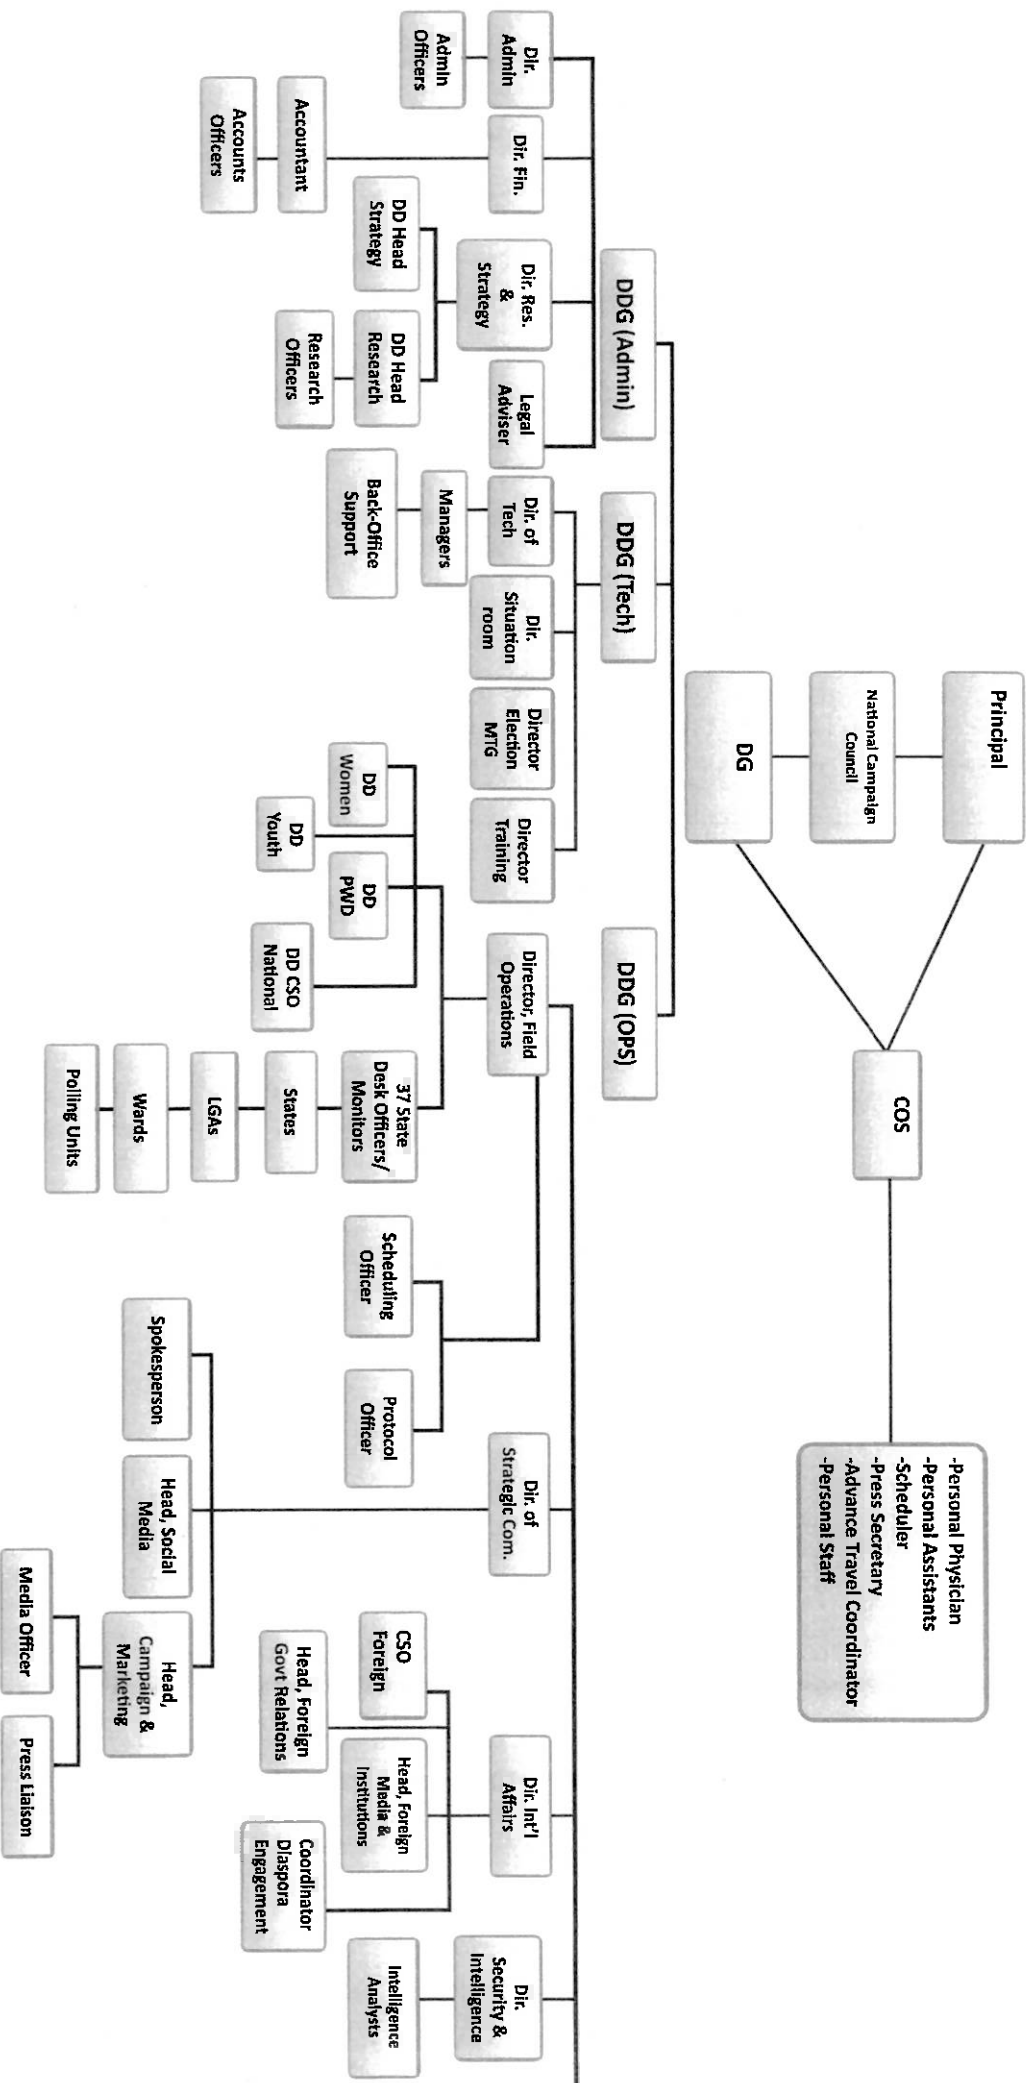 Principal
National Campaign
Council
DG
COS
-Personal Physician
-Personal Assistants
-Scheduler
-Press Secretary
-Advance Travel Coordinator
-Personal Staff
DDG (Admin)
DDG (Tech)
DDG (OPS)
Dir.
Admin
Admin
Officers
Dir. Fin.
Accountant
Accounts
Officers
Dir. Res.
&
Strategy
DD Head
Strategy
DD Head
Research
Research
Officers
Legal
Adviser
Dir. of
Tech
Managers
Back-Office
Support
Dir.
Situation
room
Director
Election
MTG
Director
Training
Director, Field
Operations
DD
Women
DD
Youth
DD
PWD
DD CSO
National
37 State
Desk Officers/
Monitors
States
LGAs
Wards
Polling Units
Scheduling
Officer
Protocol
Officer
Dir. of
Strategic Com.
Spokesperson
Head, Social
Media
Head,
Campaign &
Marketing
Media Officer
Press Liaison
Dir. Int'l
Affairs
CSO
Foreign
Head, Foreign
Govt Relations
Head, Foreign
Media &
Institutions
Coordinator
Diaspora
Engagement
Dir.
Security &
Intelligence
Intelligence
Analysts